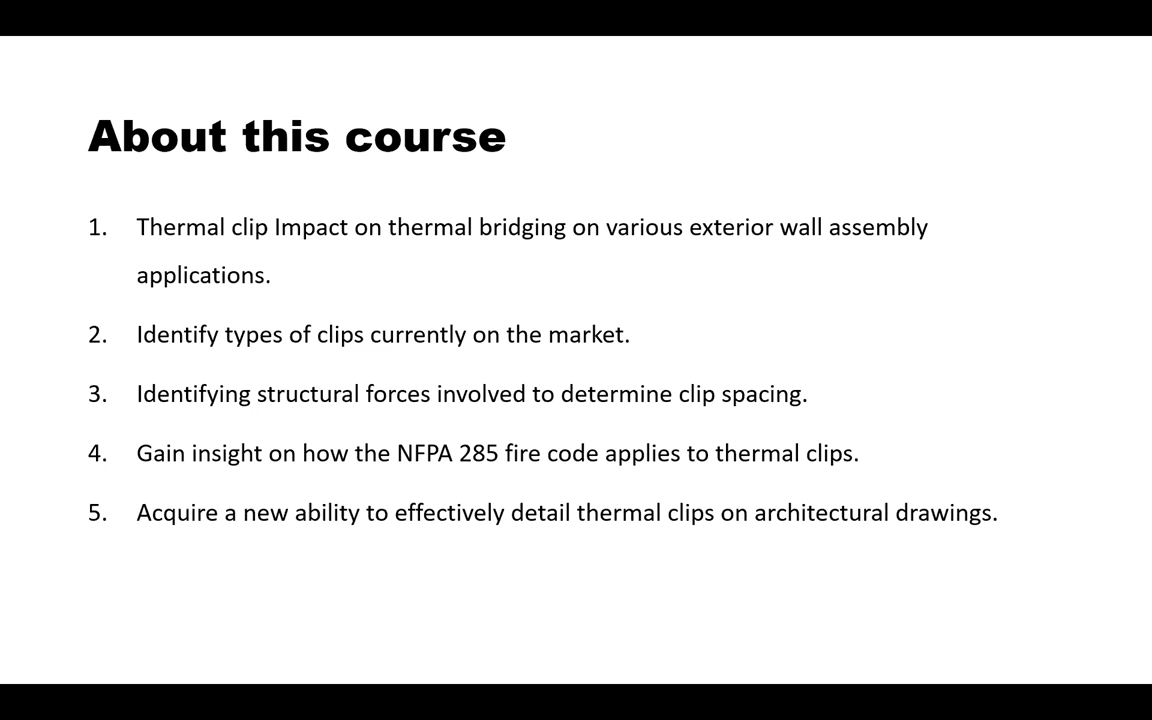 About this course
1. Thermal clip Impact on thermal bridging on various exterior wall assembly
applications.
2. Identify types of clips currently on the market.
3. Identifying structural forces involved to determine clip spacing.
4. Gain insight on how the NFPA 285 fire code applies to thermal clips.
5. Acquire a new ability to effectively detail thermal clips on architectural drawings.